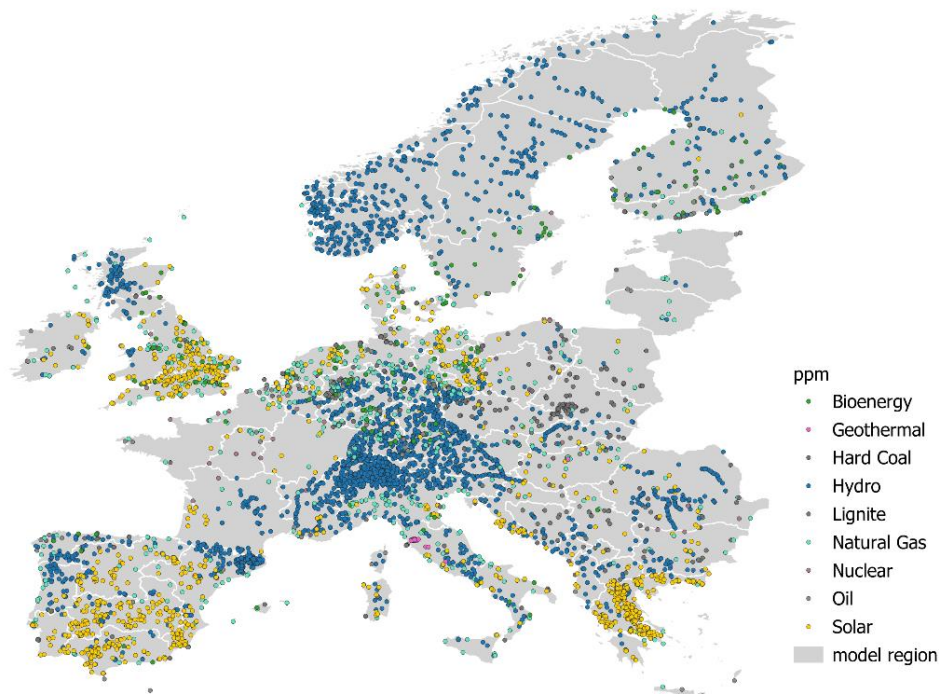 ppm
Bioenergy
Geothermal
Hard Coal
Hydro
Lignite
Natural Gas
Nuclear
Oil
Solar
model region